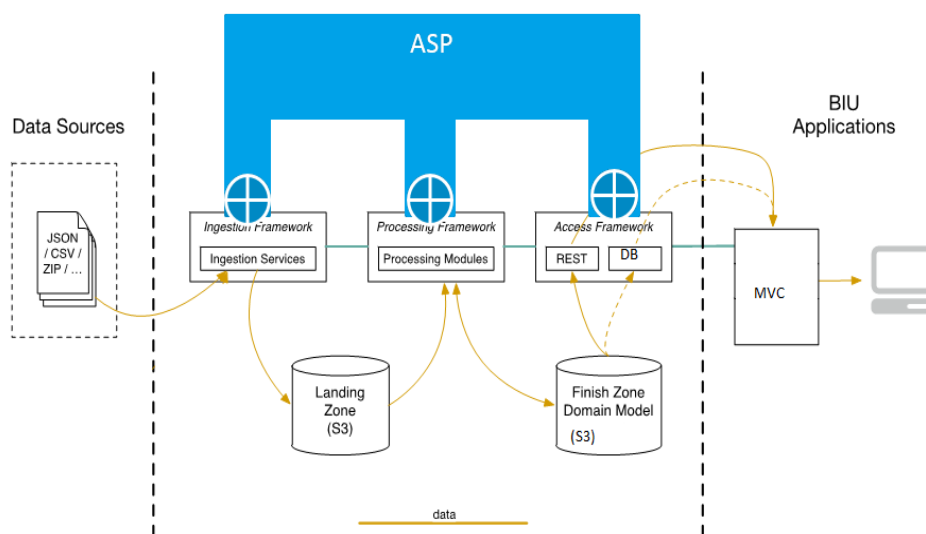 ASP
Data Sources
BIU
Applications
JSON
/ CSV /
ZIP / ...
Ingestion Framework
Ingestion Services
Processing Framework
Processing Modules
Access Framework
REST
DB
MVC
Landing
Zone
(S3)
Finish Zone
Domain Model
(S3)
data